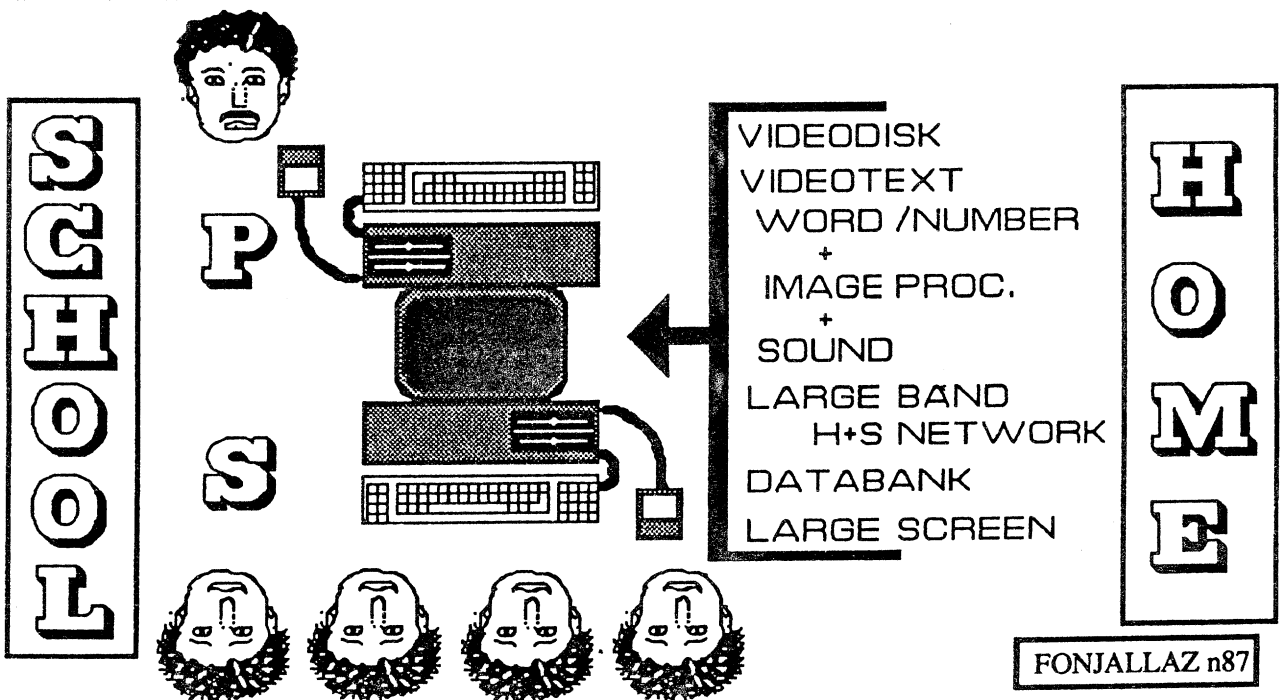 SCHOOL
P
S
VIDEODISK
VIDEOTEXT
WORD /NUMBER
+
IMAGE PROC.
+
SOUND
LARGE BAND
H+S NETWORK
DATABANK
LARGE SCREEN
HOME
FONJALLAZ n87